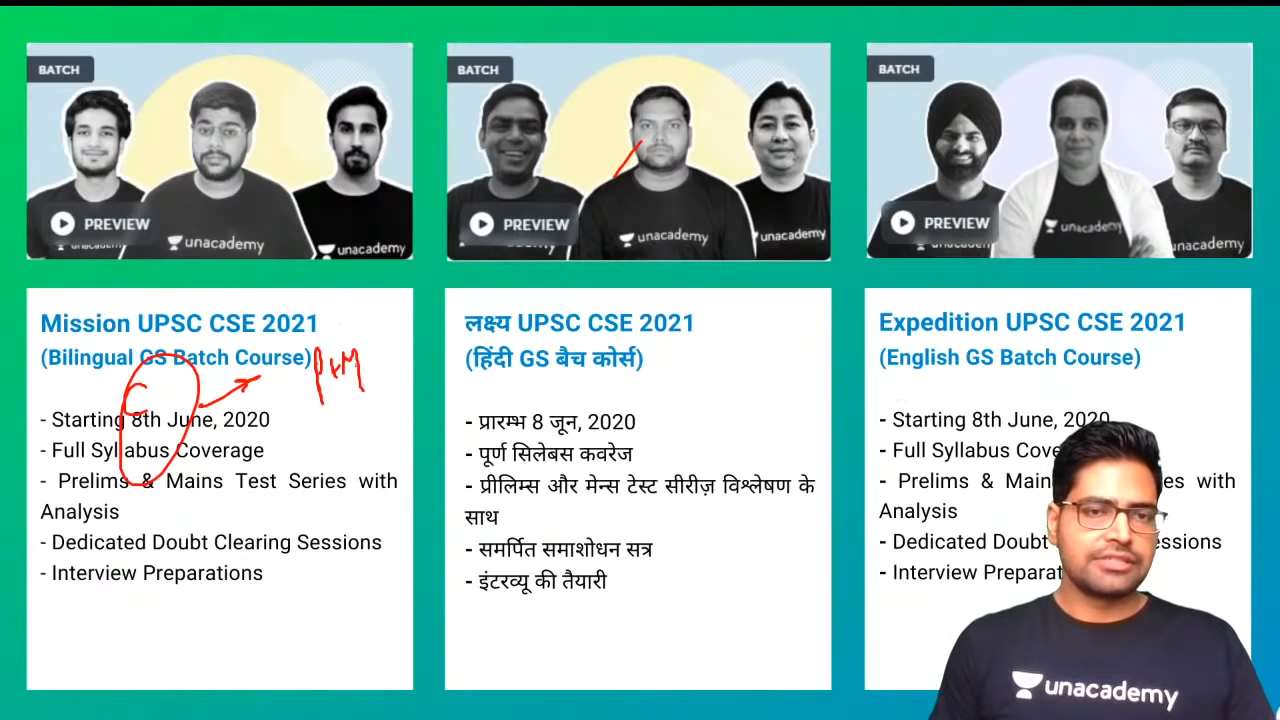 BATCH
PREVIEW
unacademy
unacademy
BATCH
PREVIEW
unacademy
unacademy
BATCH
PREVIEW
unacademy
unacademy
Mission UPSC CSE 2021
(Bilingual GS Batch Course)
P+M
- Starting 8th June, 2020
- Full Syllabus Coverage
- Prelims & Mains Test Series with
Analysis
- Dedicated Doubt Clearing Sessions
- Interview Preparations
लक्ष्य UPSC CSE 2021
(हिंदी GS बैच कोर्स)
- प्रारम्भ 8 जून, 2020
- पूर्ण सिलेबस कवरेज
- प्रीलिम्स और मेन्स टेस्ट सीरीज़ विश्लेषण के
साथ
- समर्पित समाशोधन सत्र
- इंटरव्यू की तैयारी
Expedition UPSC CSE 2021
(English GS Batch Course)
- Starting 8th June, 2020
- Full Syllabus
- Prelims & with
Analysis
- Dedicated Doubt
- Interview
unacademy